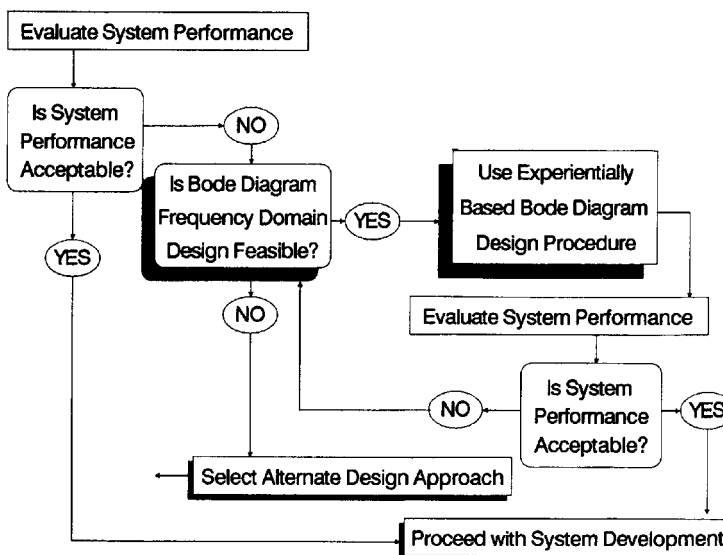 Evaluate System Performance
Is System
Performance
Acceptable?
NO
YES
Is Bode Diagram
Frequency Domain
Design Feasible?
YES
Use Experientially
Based Bode Diagram
Design Procedure
NO
Evaluate System Performance
Is System
Performance
Acceptable?
NO
YES
Select Alternate Design Approach
Proceed with System Development